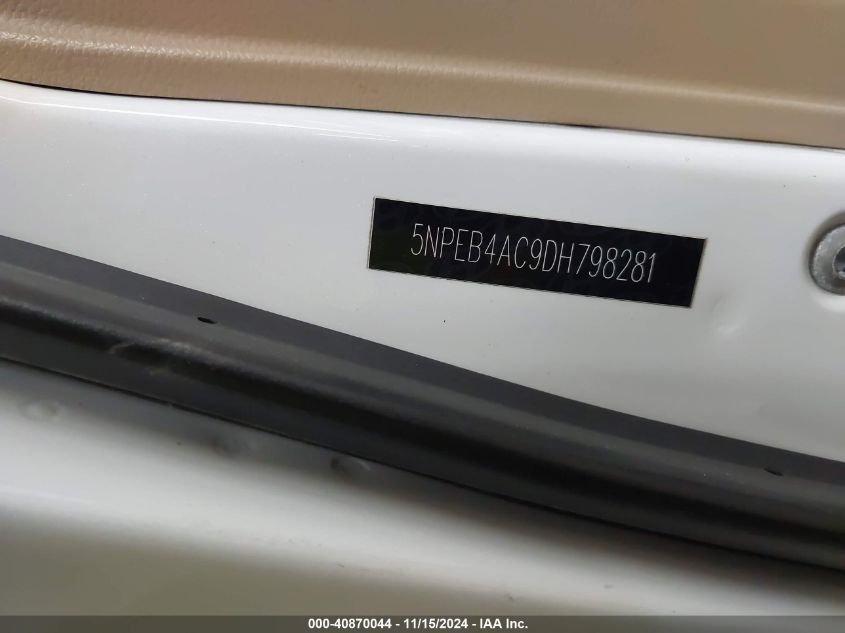 5NPEB4AC9DH798281
000-40870044 - 11/15/2024 - IAA Inc.